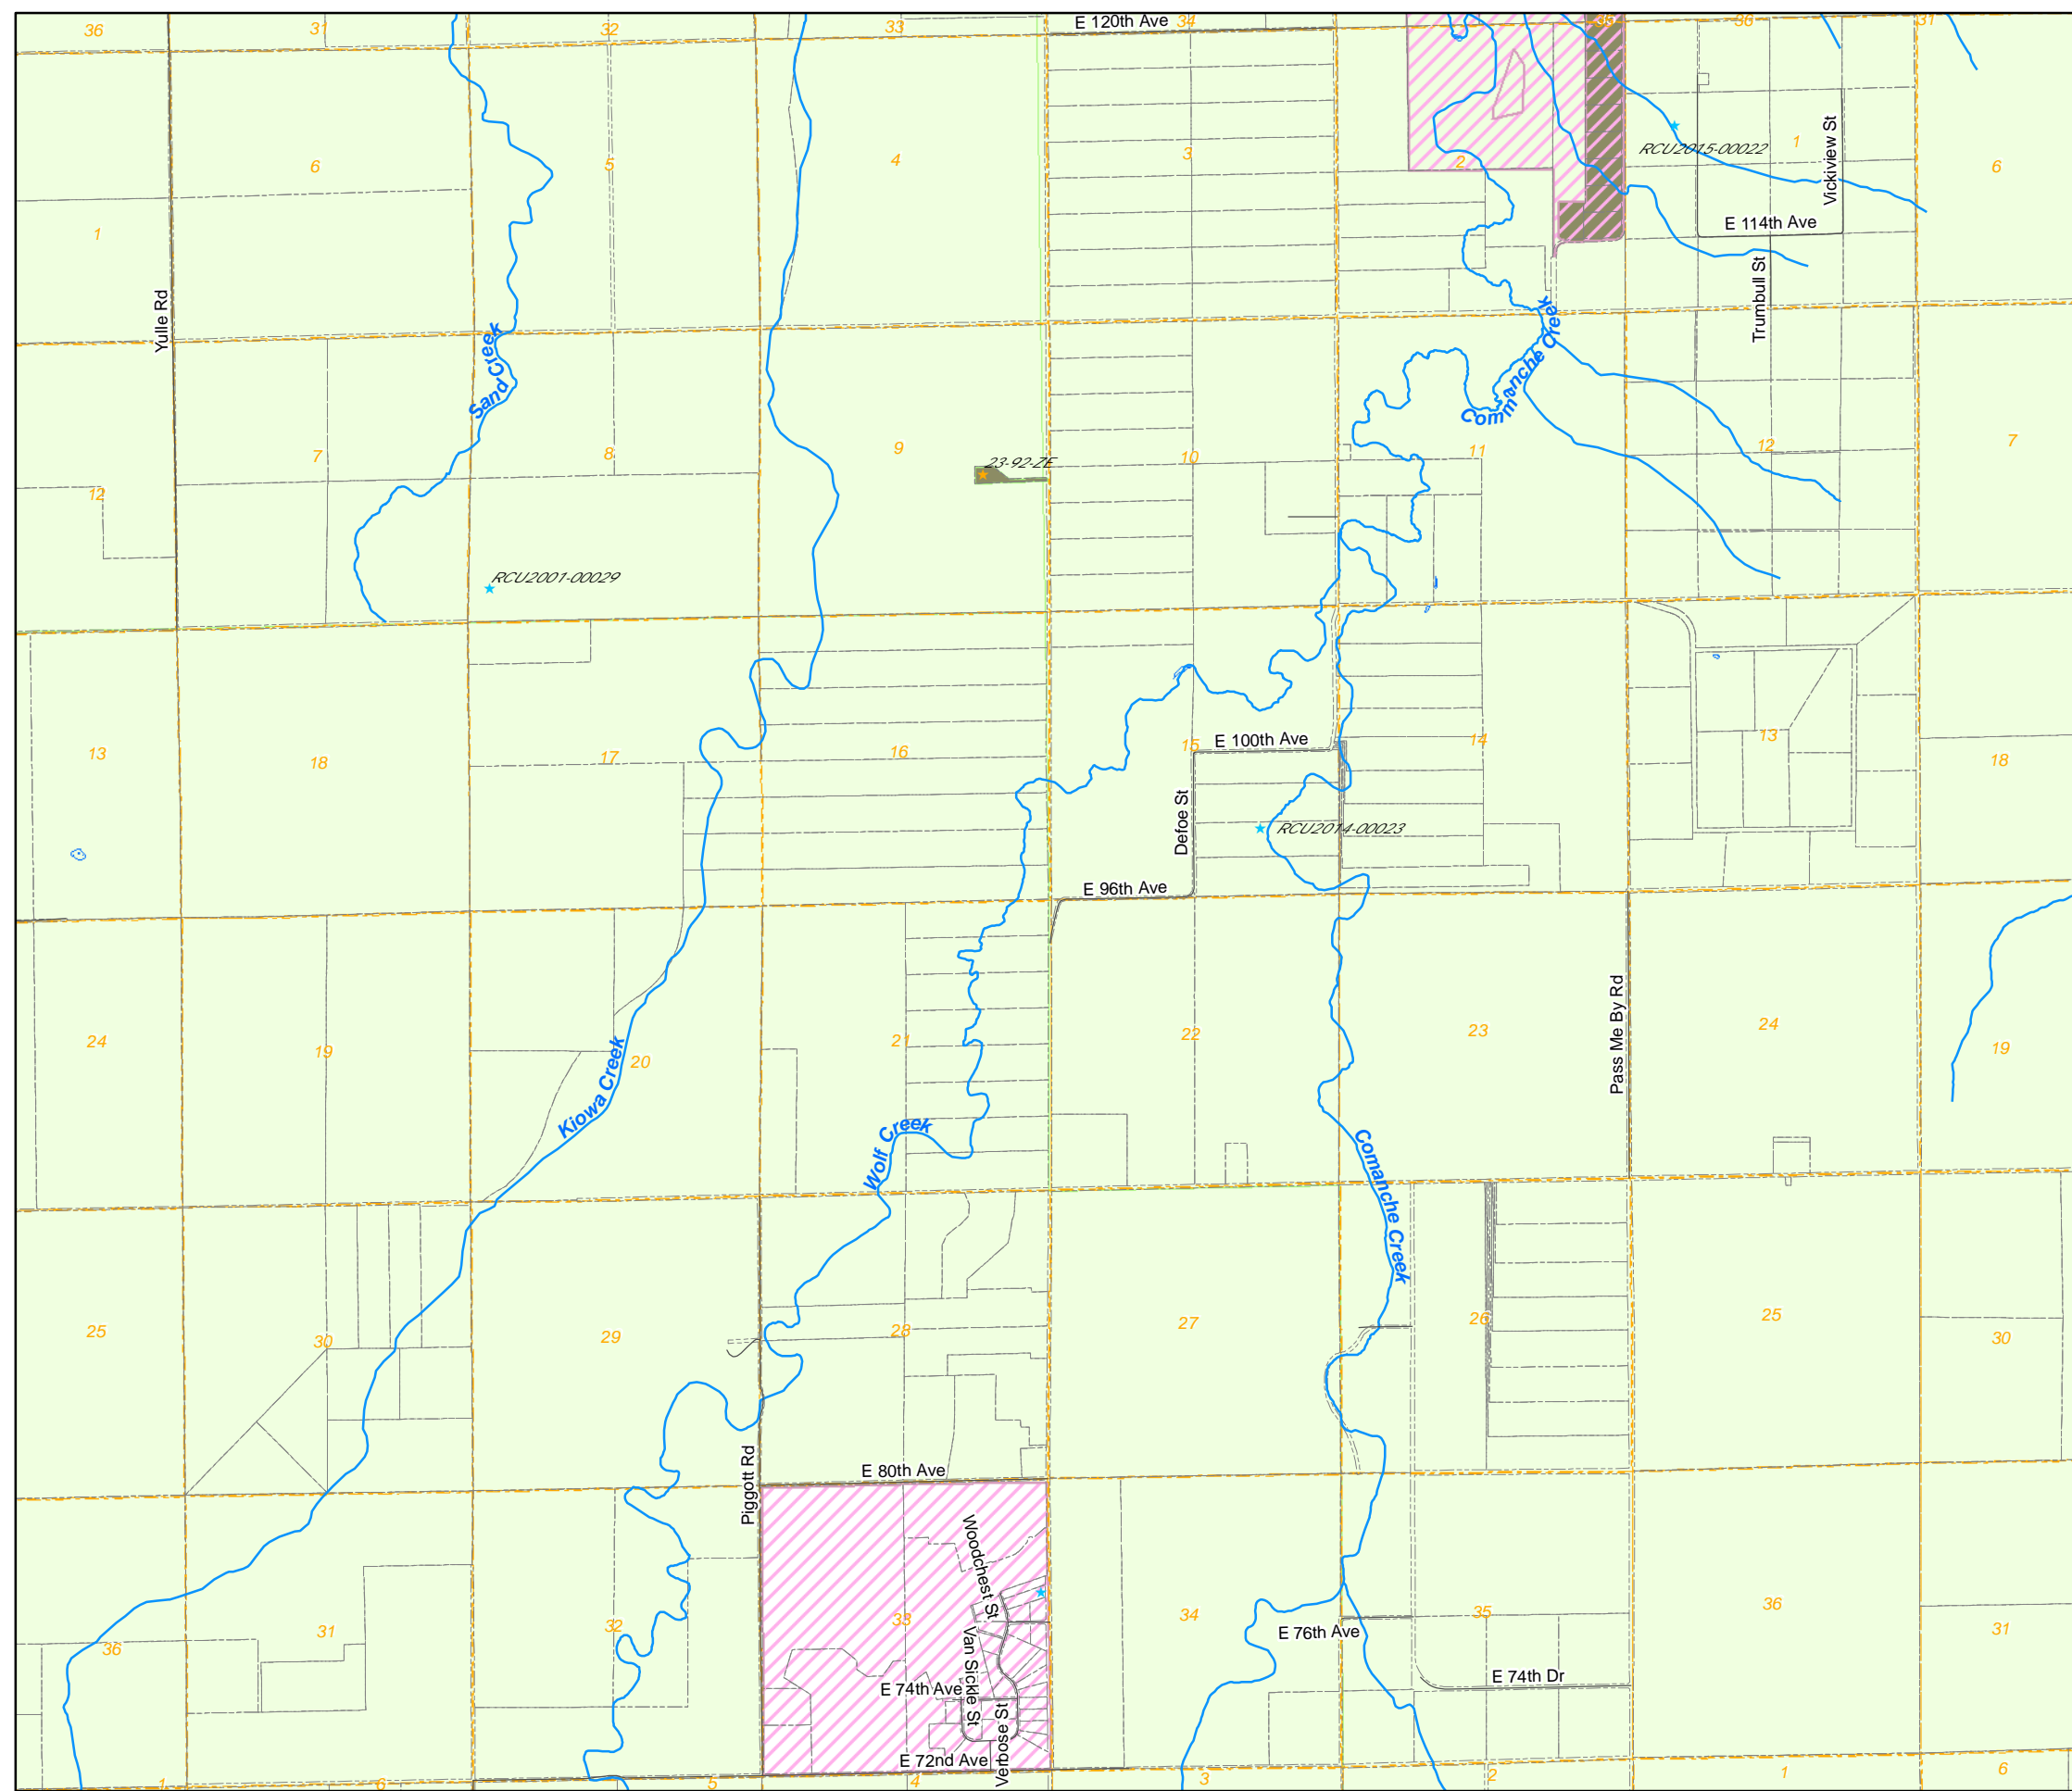 36
31
32
33
E 120th Ave
34
35
36
31
RCU2015-00022
1
Vickview St
6
5
4
3
2
6
E 114th Ave
1
Trumbull St
Yulle Rd
Sand Creek
Commanche Creek
7
8
9
23-92-ZE
10
11
12
7
12
RCU2001-00029
13
18
17
16
15
E 100th Ave
14
13
18
Defoe St
RCU2014-00023
E 96th Ave
24
19
20
21
22
23
24
19
Pass Me By Rd
Kiowa Creek
Wolf Creek
Comanche Creek
25
30
29
28
27
26
25
30
Piggott Rd
E 80th Ave
Woodchest St
36
31
32
33
34
35
36
31
E 76th Ave
Van Sickle St
E 74th Ave
E 74th Dr
Verbose St
E 72nd Ave
1
6
5
4
3
2
1
6